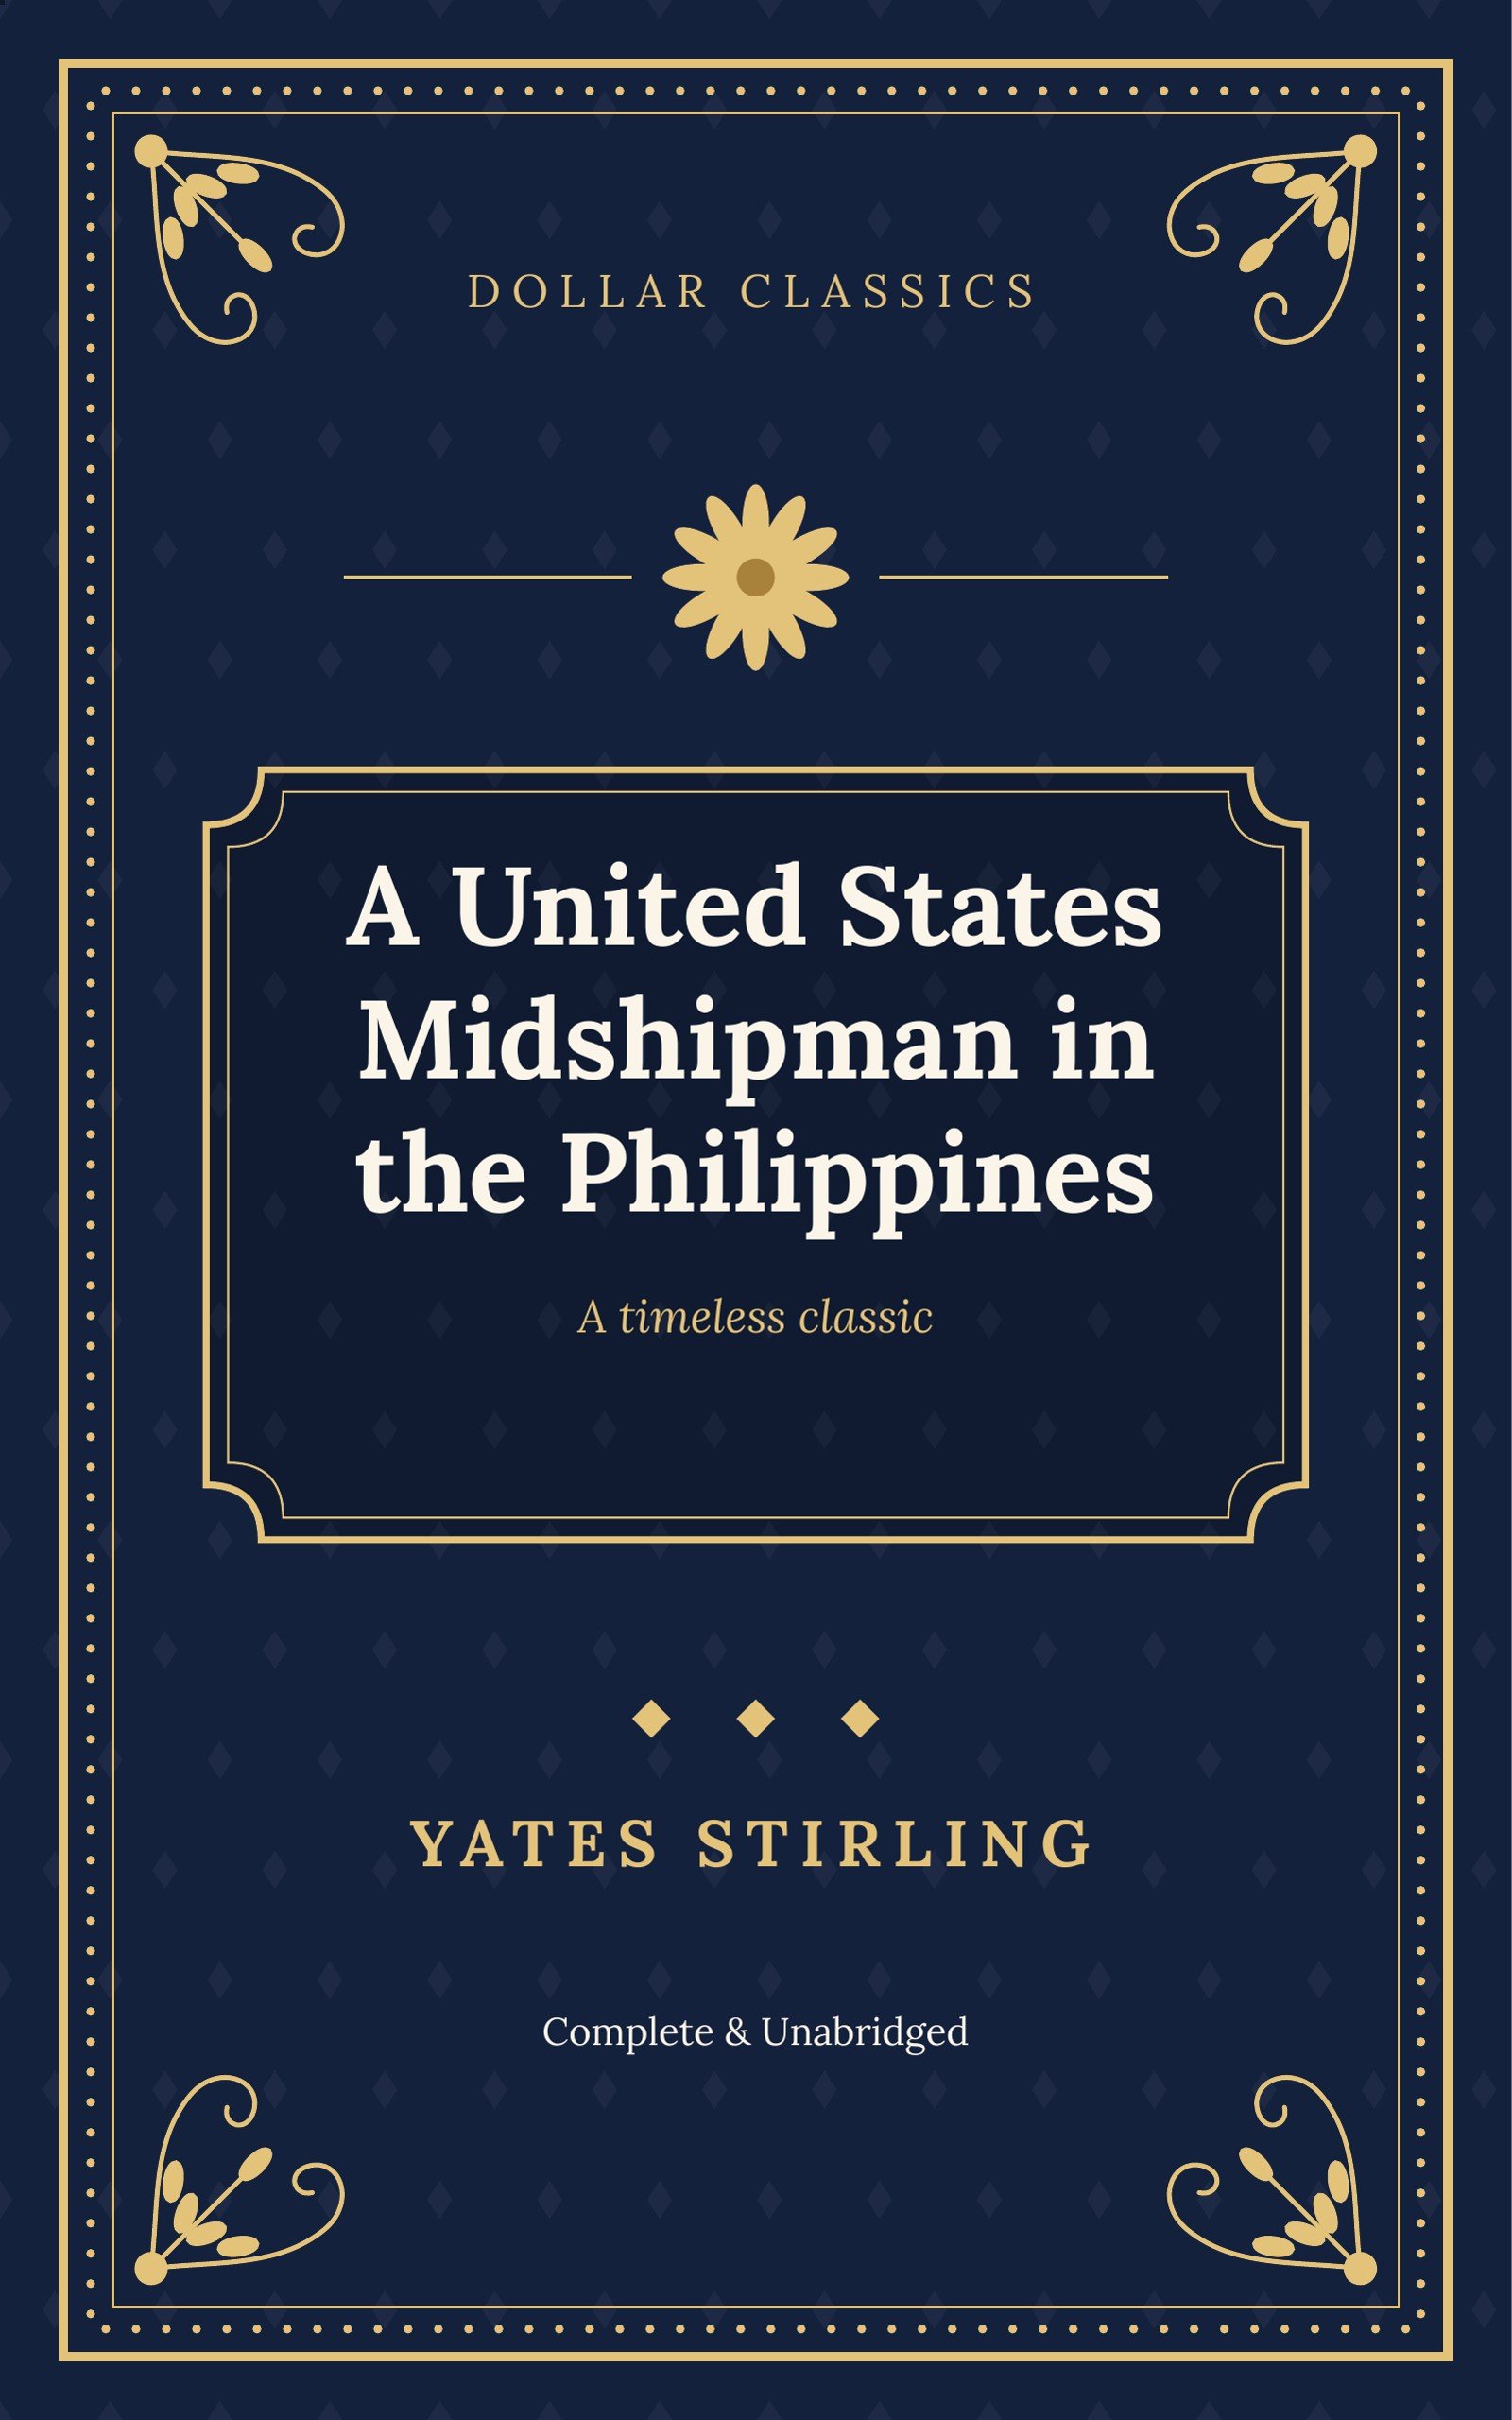 DOLLAR CLASSICS
A United States
Midshipman in
the Philippines
A timeless classic
YATES STIRLING
Complete & Unabridged